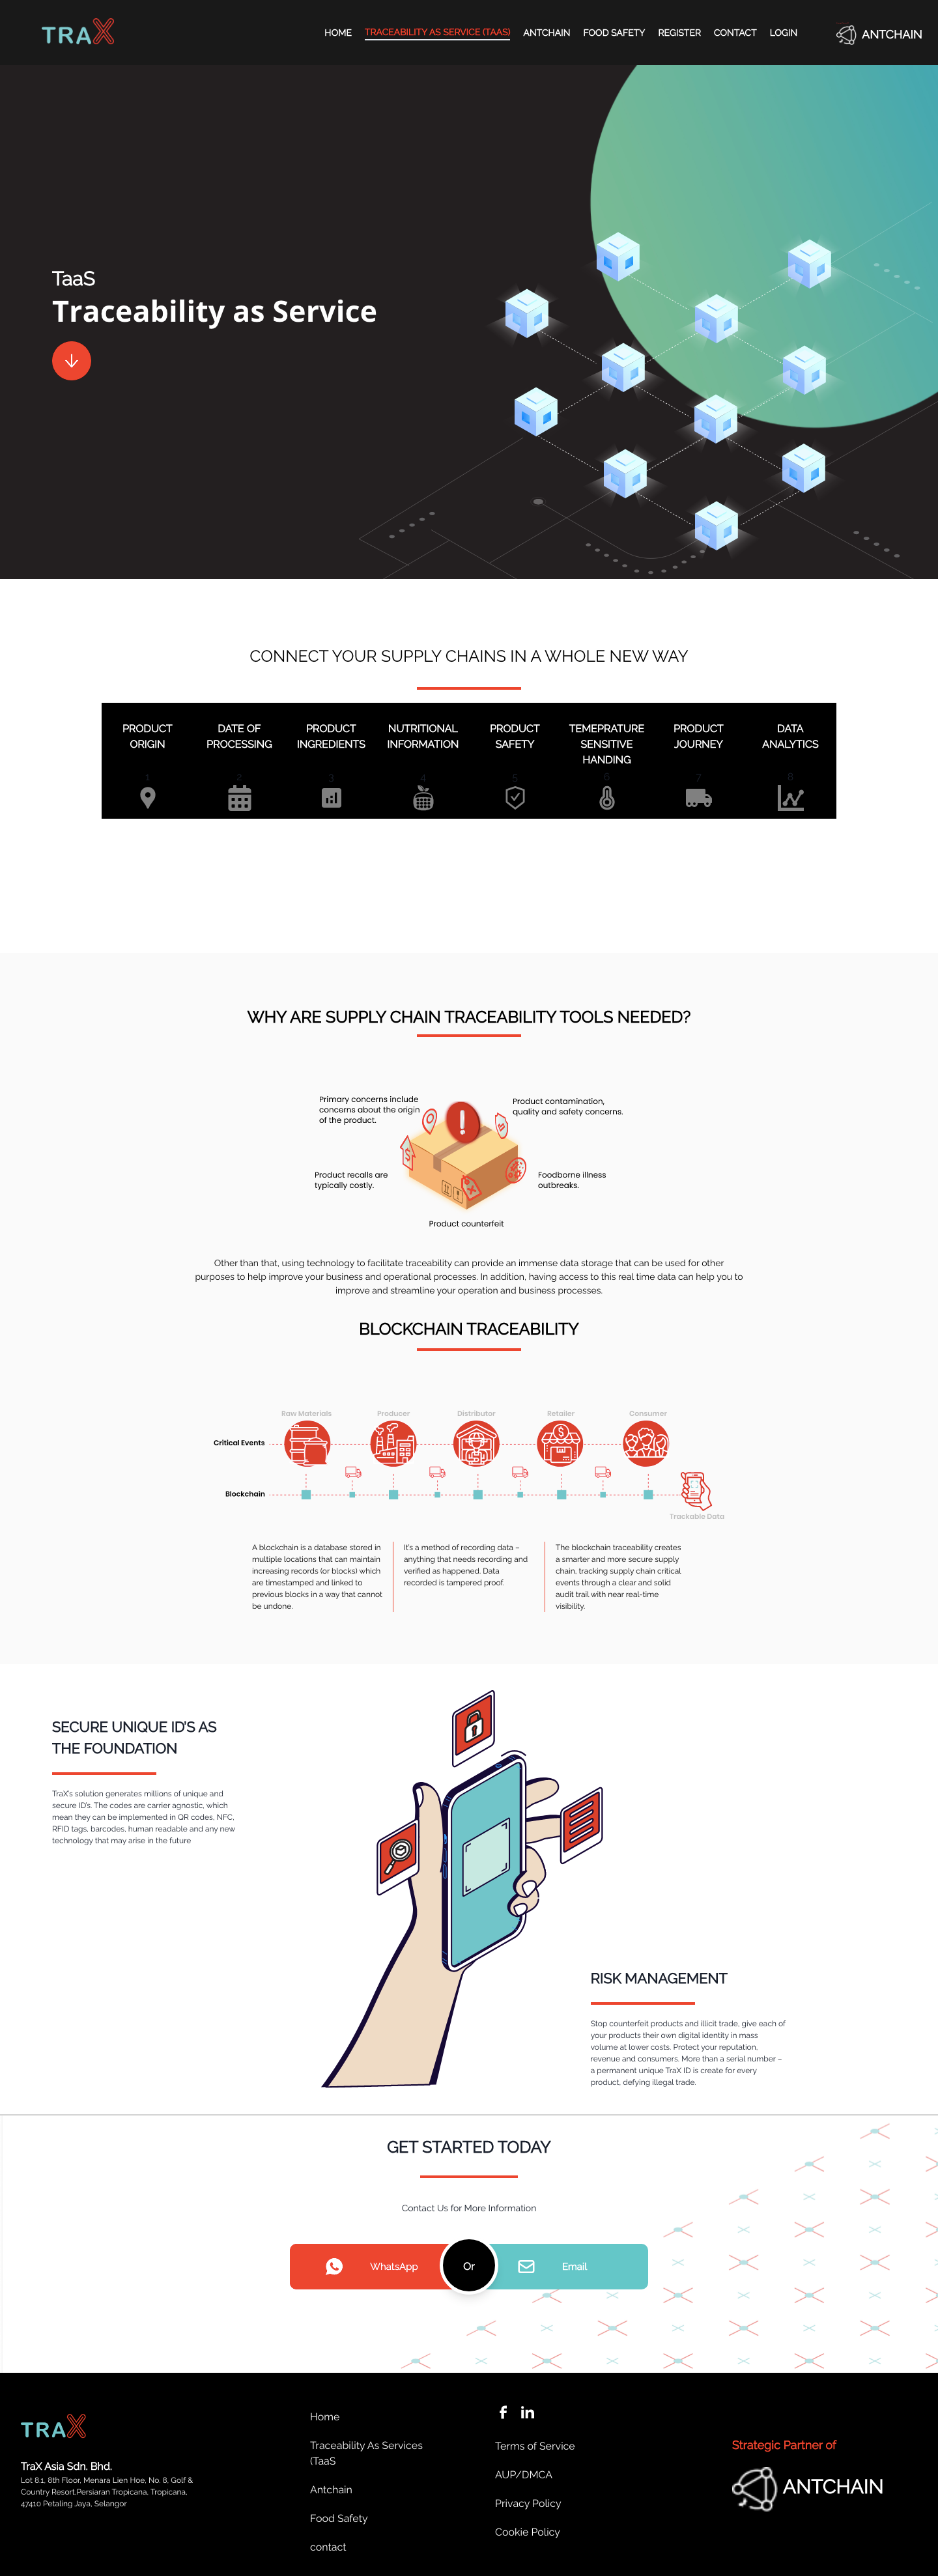 TRAX
HOME TRACEABILITY AS SERVICE (TAAS) ANTCHAIN FOOD SAFETY REGISTER CONTACT LOGIN
ANTCHAIN
TaaS
Traceability as Service
CONNECT YOUR SUPPLY CHAINS IN A WHOLE NEW WAY
PRODUCT
ORIGIN
1
DATE OF
PROCESSING
2
PRODUCT
INGREDIENTS
3
NUTRITIONAL
INFORMATION
4
PRODUCT
SAFETY
5
TEMEPRATURE
SENSITIVE
HANDING
6
PRODUCT
JOURNEY
7
DATA
ANALYTICS
8
WHY ARE SUPPLY CHAIN TRACEABILITY TOOLS NEEDED?
Primary concerns include
concerns about the origin
of the product.
Product contamination,
quality and safety concerns.
Product recalls are
typically costly.
Foodborne illness
outbreaks.
Product counterfeit
Other than that, using technology to facilitate traceability can provide an immense data storage that can be used for other
purposes to help improve your business and operational processes. In addition, having access to this real time data can help you to
improve and streamline your operation and business processes.
BLOCKCHAIN TRACEABILITY
Raw Materials Producer Distributor Retailer Consumer
Critical Events
Blockchain
Trackable Data
A blockchain is a database stored in
multiple locations that can maintain
increasing records (or blocks) which
are timestamped and linked to
previous blocks in a way that cannot
be undone.
It's a method of recording data –
anything that needs recording and
verified as happened. Data
recorded is tampered proof.
The blockchain traceability creates
a smarter and more secure supply
chain, tracking supply chain critical
events through a clear and solid
audit trail with near real-time
visibility.
SECURE UNIQUE ID'S AS
THE FOUNDATION
TraX's solution generates millions of unique and
secure ID's. The codes are carrier agnostic, which
mean they can be implemented in QR codes, NFC,
RFID tags, barcodes, human readable and any new
technology that may arise in the future
RISK MANAGEMENT
Stop counterfeit products and illicit trade, give each of
your products their own digital identity in mass
volume at lower costs. Protect your reputation,
revenue and consumers. More than a serial number –
a permanent unique TraX ID is create for every
product, defying illegal trade.
GET STARTED TODAY
Contact Us for More Information
WhatsApp
Or
Email
TRAX
TraX Asia Sdn. Bhd.
Lot 8.1. 8th Floor, Menara Lien Hoe, No. 8, Golf &
Country Resort,Persiaran Tropicana, Tropicana,
47410 Petaling Jaya, Selangor
Home
Traceability As Services
(TaaS
Antchain
Food Safety
contact
Terms of Service
AUP/DMCA
Privacy Policy
Cookie Policy
Strategic Partner of
ANTCHAIN